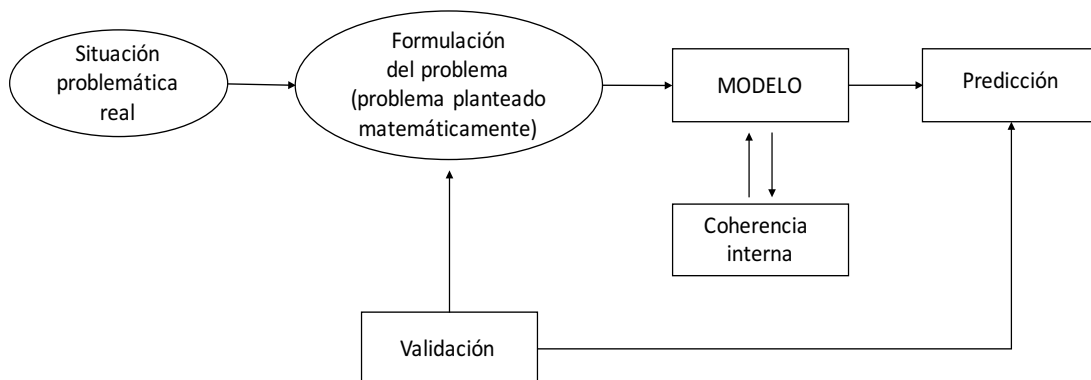 Situación
problemática
real
Formulación
del problema
(problema planteado
matemáticamente)
MODELO
Predicción
Coherencia
interna
Validación